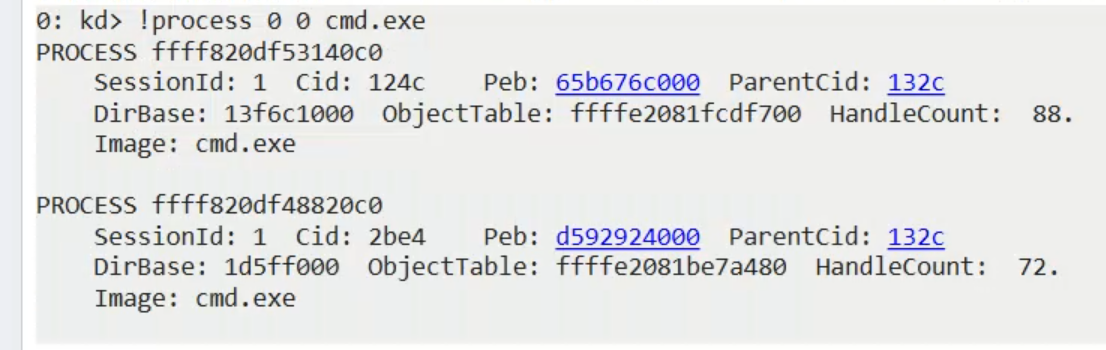 0: kd> !process 0 0 cmd.exe
PROCESS ffff820df53140c0
    SessionId: 1  Cid: 124c    Peb: 65b676c000  ParentCid: 132c
    DirBase: 13f6c1000  ObjectTable: ffffe2081fcdf700  HandleCount:  88.
    Image: cmd.exe

PROCESS ffff820df48820c0
    SessionId: 1  Cid: 2be4    Peb: d592924000  ParentCid: 132c
    DirBase: 1d5ff000  ObjectTable: ffffe2081be7a480  HandleCount:  72.
    Image: cmd.exe